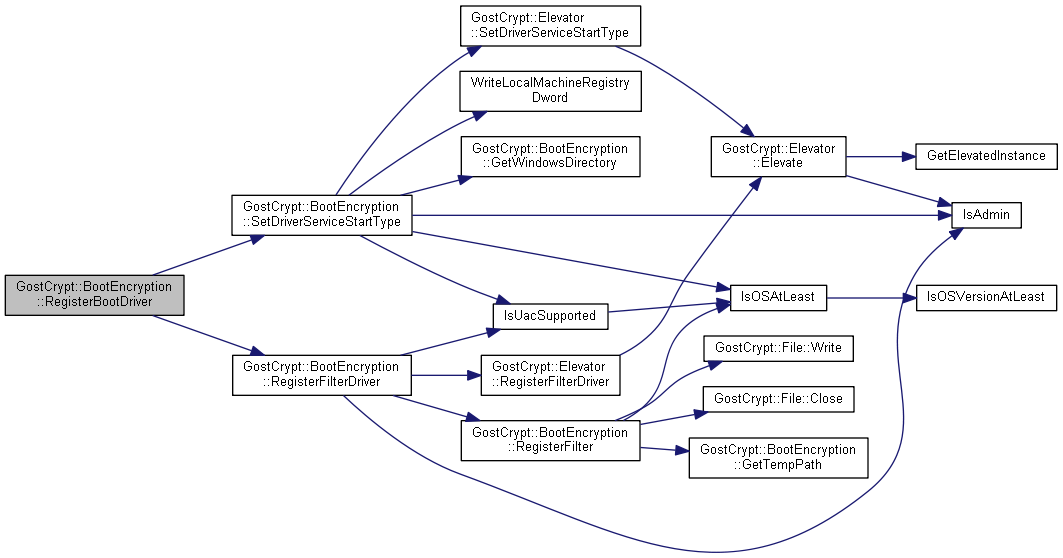 GostCrypt::Elevator
::SetDriverServiceStartType
WriteLocalMachineRegistry
Dword
GostCrypt::BootEncryption
::GetWindowsDirectory
GostCrypt::Elevator
::Elevate
GetElevatedInstance
GostCrypt::BootEncryption
::SetDriverServiceStartType
IsAdmin
GostCrypt::BootEncryption
::RegisterBootDriver
IsOSAtLeast
IsOSVersionAtLeast
IsUacSupported
GostCrypt::File::Write
GostCrypt::BootEncryption
::RegisterFilterDriver
GostCrypt::Elevator
::RegisterFilterDriver
GostCrypt::File::Close
GostCrypt::BootEncryption
::RegisterFilter
GostCrypt::BootEncryption
::GetTempPath